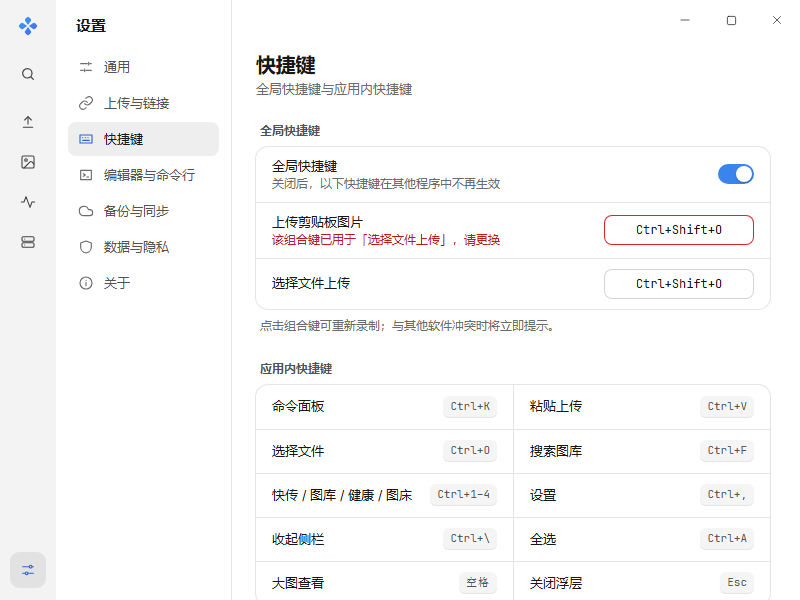 设置
通用
上传与链接
快捷键
编辑器与命令行
备份与同步
数据与隐私
关于
快捷键
全局快捷键与应用内快捷键
全局快捷键
全局快捷键
关闭后，以下快捷键在其他程序中不再生效
上传剪贴板图片
该组合键已用于「选择文件上传」，请更换
Ctrl+Shift+O
选择文件上传
Ctrl+Shift+O
点击组合键可重新录制；与其他软件冲突时将立即提示。
应用内快捷键
命令面板 Ctrl+K
粘贴上传 Ctrl+V
选择文件 Ctrl+O
搜索图库 Ctrl+F
快传 / 图库 / 健康 / 图床 Ctrl+1–4
设置 Ctrl+,
收起侧栏 Ctrl+\
全选 Ctrl+A
大图查看 空格
关闭浮层 Esc